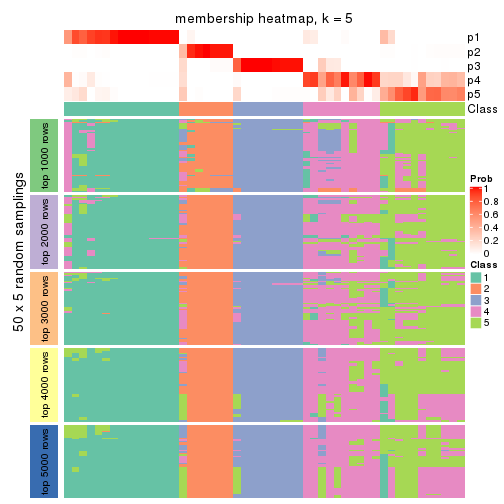 membership heatmap, k = 5
p1
p2
p3
p4
p5
Class
50 x 5 random samplings
top 1000 rows
top 2000 rows
top 3000 rows
top 4000 rows
top 5000 rows
Prob
1
0.8
0.6
0.4
0.2
0
Class
1
2
3
4
5